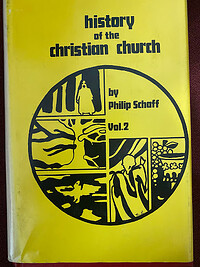 history
of the
christian church
by
Philip Schaff
Vol.2